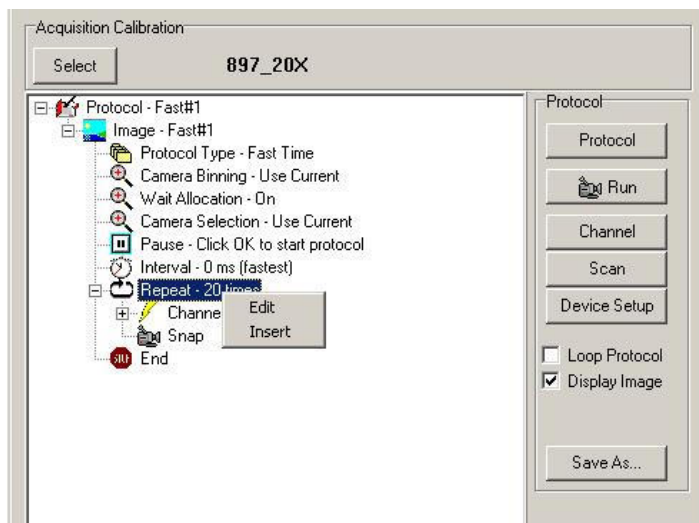 Acquisition Calibration
Select
897_20X
Protocol - Fast#1
Image - Fast#1
Protocol Type - Fast Time
Camera Binning - Use Current
Wait Allocation - On
Camera Selection - Use Current
Pause - Click OK to start protocol
Interval - 0 ms (fastest)
Repeat - 20 times
Channe
Snap
End
Edit
Insert
Protocol
Protocol
Run
Channel
Scan
Device Setup
Loop Protocol
Display Image
Save As...